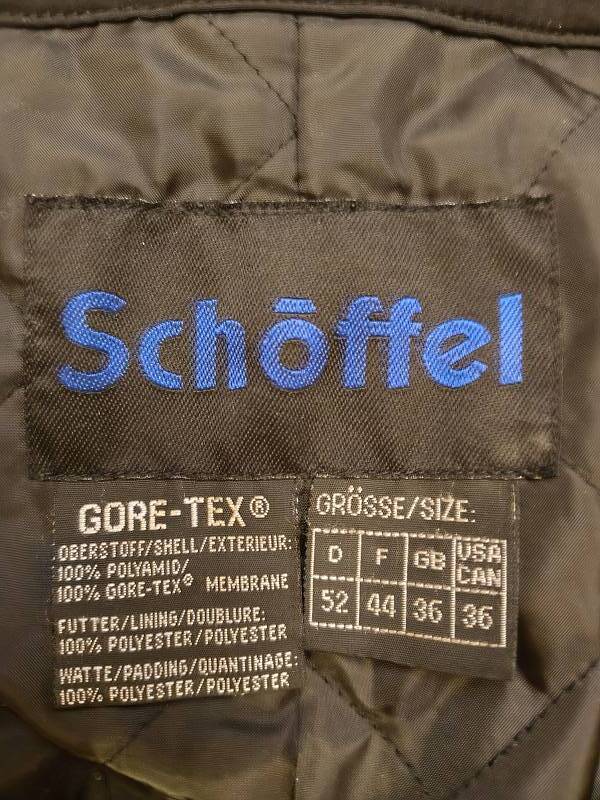 Schöffel
GORE-TEX®
OBERSTOFF/SHELL/EXTERIEUR:
100% POLYAMID/
100% GORE-TEX® MEMBRANE
FUTTER/LINING/DOUBLURE:
100% POLYESTER/POLYESTER
WATTE/PADDING/QUANTINAGE:
100% POLYESTER/POLYESTER
GRÖSSE/SIZE:
D F GB USA CAN
52 44 36 36